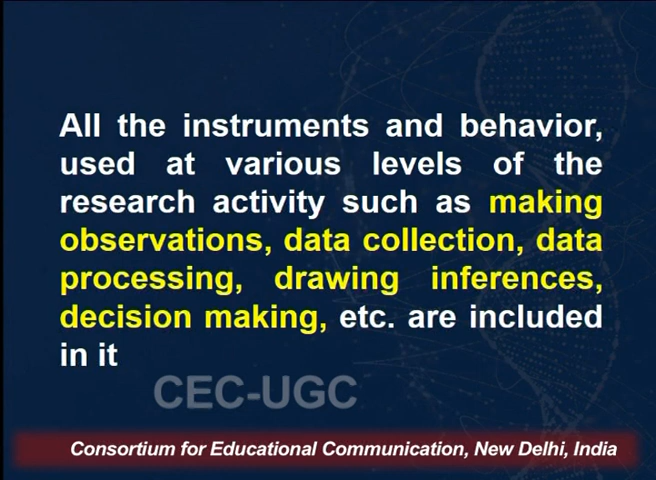 All the instruments and behavior,
used at various levels of the
research activity such as making
observations, data collection, data
processing, drawing inferences,
decision making, etc. are included
in it
CEC-UGC
Consortium for Educational Communication, New Delhi, India